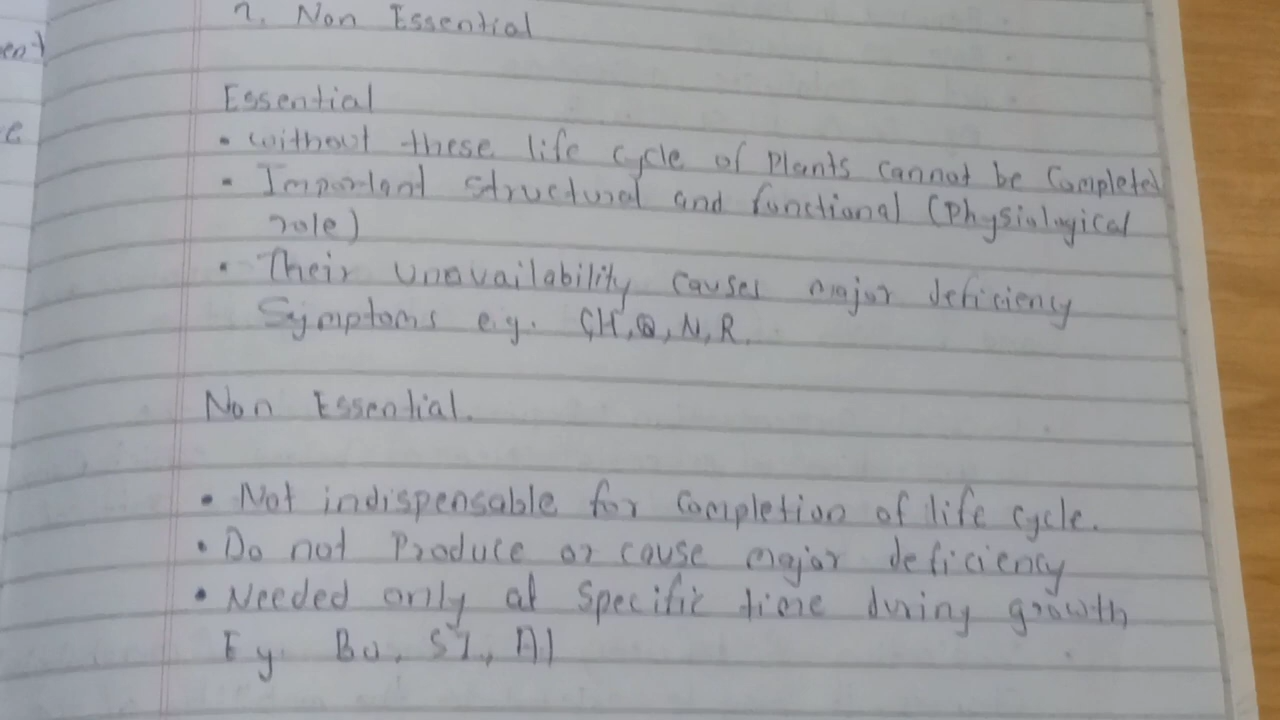 2. Non Essential
ent
Essential
e
• without these life cycle of Plants cannot be Completed
- Important structural and functional (Physiological
role)
• Their Unavailability causes major deficiency
Symptoms e.g. C,H,O,N,R.
Non Essential.
• Not indispensable for completion of life cycle.
• Do not Produce or cause major deficiency
• Needed only at Specific time during growth
Eg. Ba, Si, Al